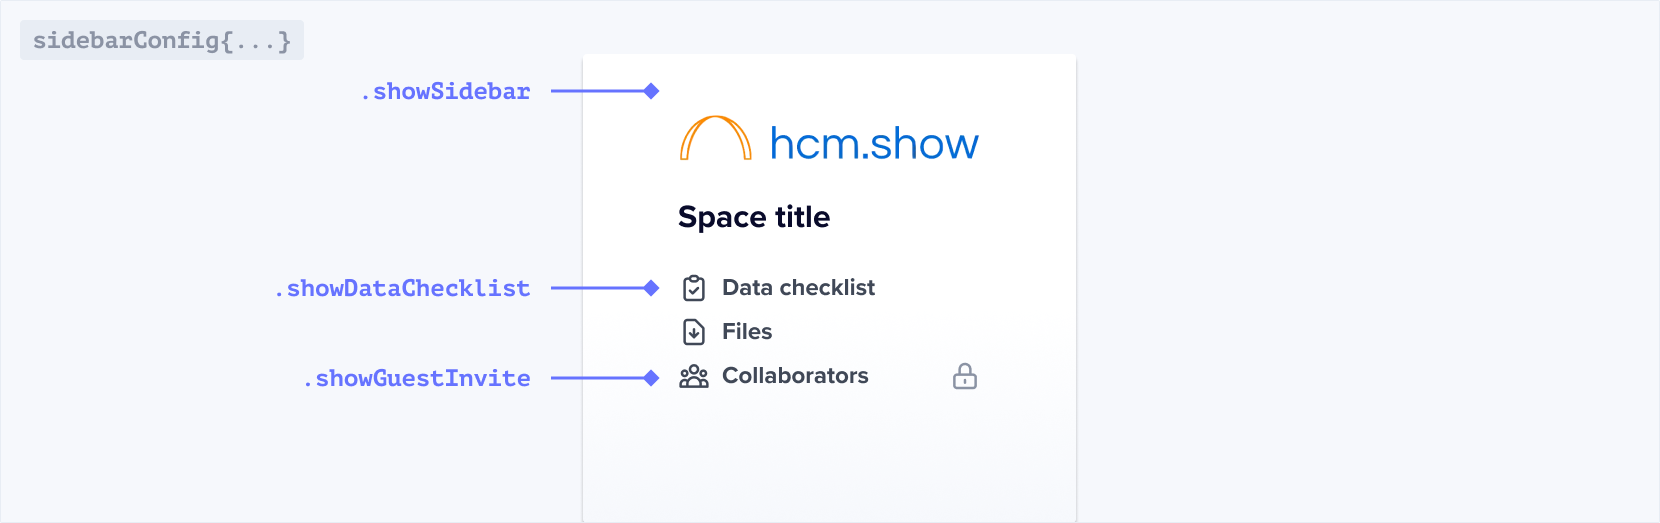 sidebarConfig{...}
.showSidebar
hcm.show
Space title
.showDataChecklist
Data checklist
Files
.showGuestInvite
Collaborators